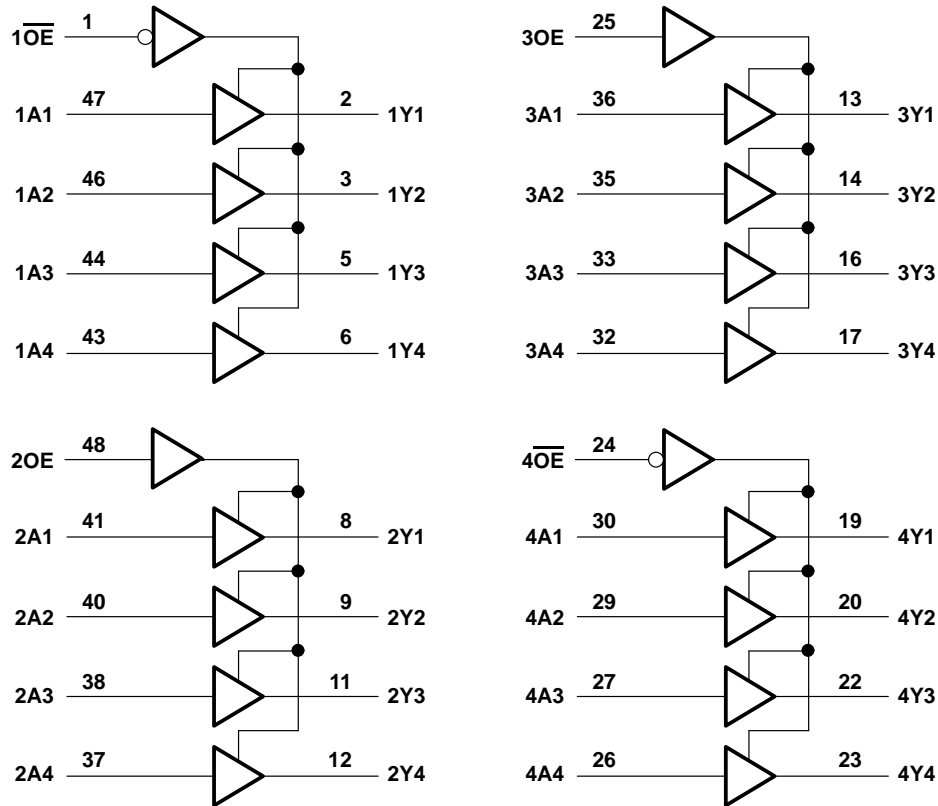 1O̅E̅ 1
1A1 47 2 1Y1
1A2 46 3 1Y2
1A3 44 5 1Y3
1A4 43 6 1Y4
3OE 25
3A1 36 13 3Y1
3A2 35 14 3Y2
3A3 33 16 3Y3
3A4 32 17 3Y4
2OE 48
2A1 41 8 2Y1
2A2 40 9 2Y2
2A3 38 11 2Y3
2A4 37 12 2Y4
4O̅E̅ 24
4A1 30 19 4Y1
4A2 29 20 4Y2
4A3 27 22 4Y3
4A4 26 23 4Y4